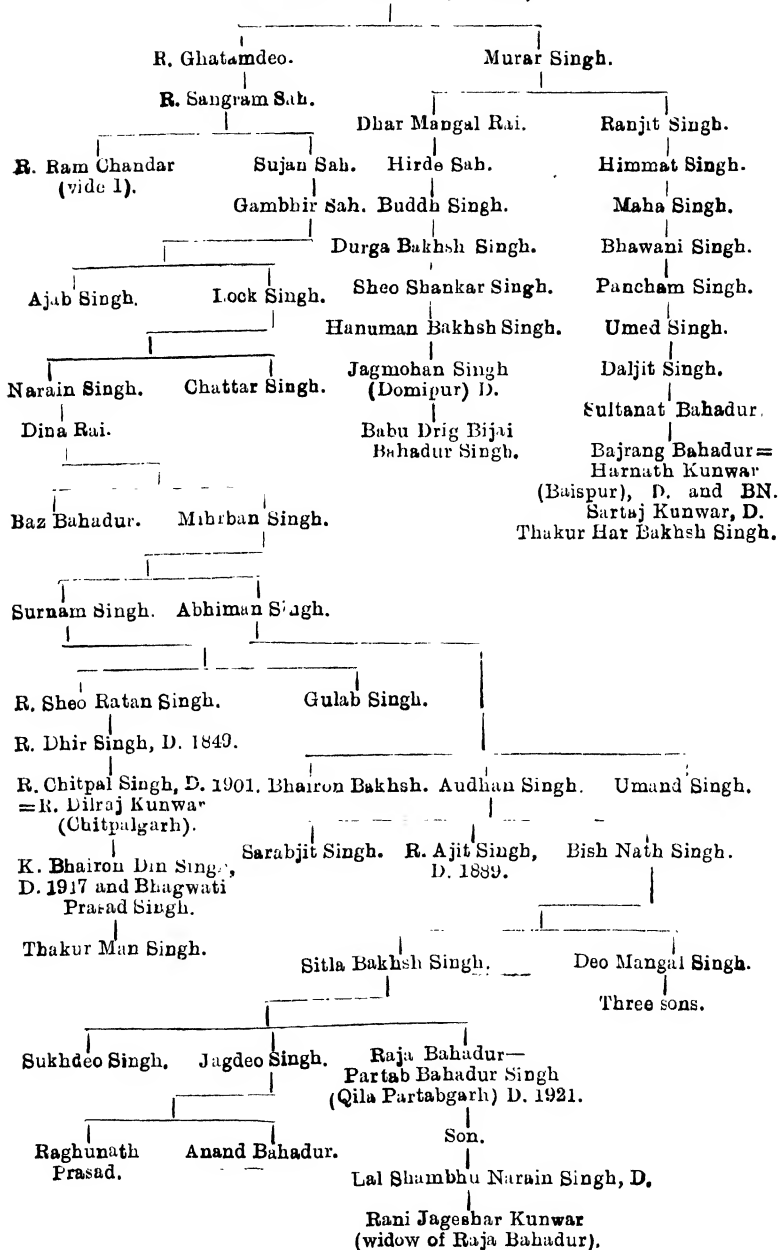 R. Ghatamdeo. Murar Singh.
R. Sangram Sah.
Dhar Mangal Rai. Ranjit Singh.
R. Ram Chandar Sujan Sah. Hirde Sah. Himmat Singh.
(vide 1).
Gambhir Sah. Buddh Singh. Maha Singh.
Durga Bakhsh Singh. Bhawani Singh.
Ajab Singh. Lock Singh. Sheo Shankar Singh. Pancham Singh.
Hanuman Bakhsh Singh. Umed Singh.
Narain Singh. Chattar Singh. Jagmohan Singh Daljit Singh.
(Domipur) D.
Dina Rai. Babu Drig Bijai Sultanat Bahadur.
Bahadur Singh. Bajrang Bahadur=
Harnath Kunwar
(Baispur), D. and BN.
Baz Bahadur. Mihrban Singh. Sartaj Kunwar, D.
Thakur Har Bakhsh Singh.
Surnam Singh. Abhiman Singh.
R. Sheo Ratan Singh. Gulab Singh.
R. Dhir Singh, D. 1849.
R. Chitpal Singh, D. 1901. Bhairon Bakhsh. Audhan Singh. Umand Singh.
=R. Dilraj Kunwar
(Chitpalgarh).
Sarabjit Singh. R. Ajit Singh, Bish Nath Singh.
D. 1889.
K. Bhairon Din Singh,
D. 1917 and Bhagwati
Prasad Singh.
Thakur Man Singh.
Sitla Bakhsh Singh. Deo Mangal Singh.
Three sons.
Sukhdeo Singh. Jagdeo Singh. Raja Bahadur—
Partab Bahadur Singh
(Qila Partabgarh) D. 1921.
Raghunath Anand Bahadur. Son.
Prasad.
Lal Shambhu Narain Singh, D.
Rani Jageshar Kunwar
(widow of Raja Bahadur).